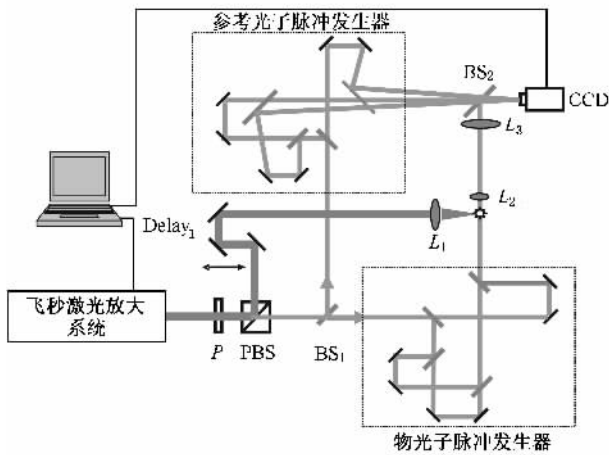 参考光子脉冲发生器
BS2
CCD
L3
L2
Delay1
L1
飞秒激光放大
系统
P
PBS
BS1
物光子脉冲发生器